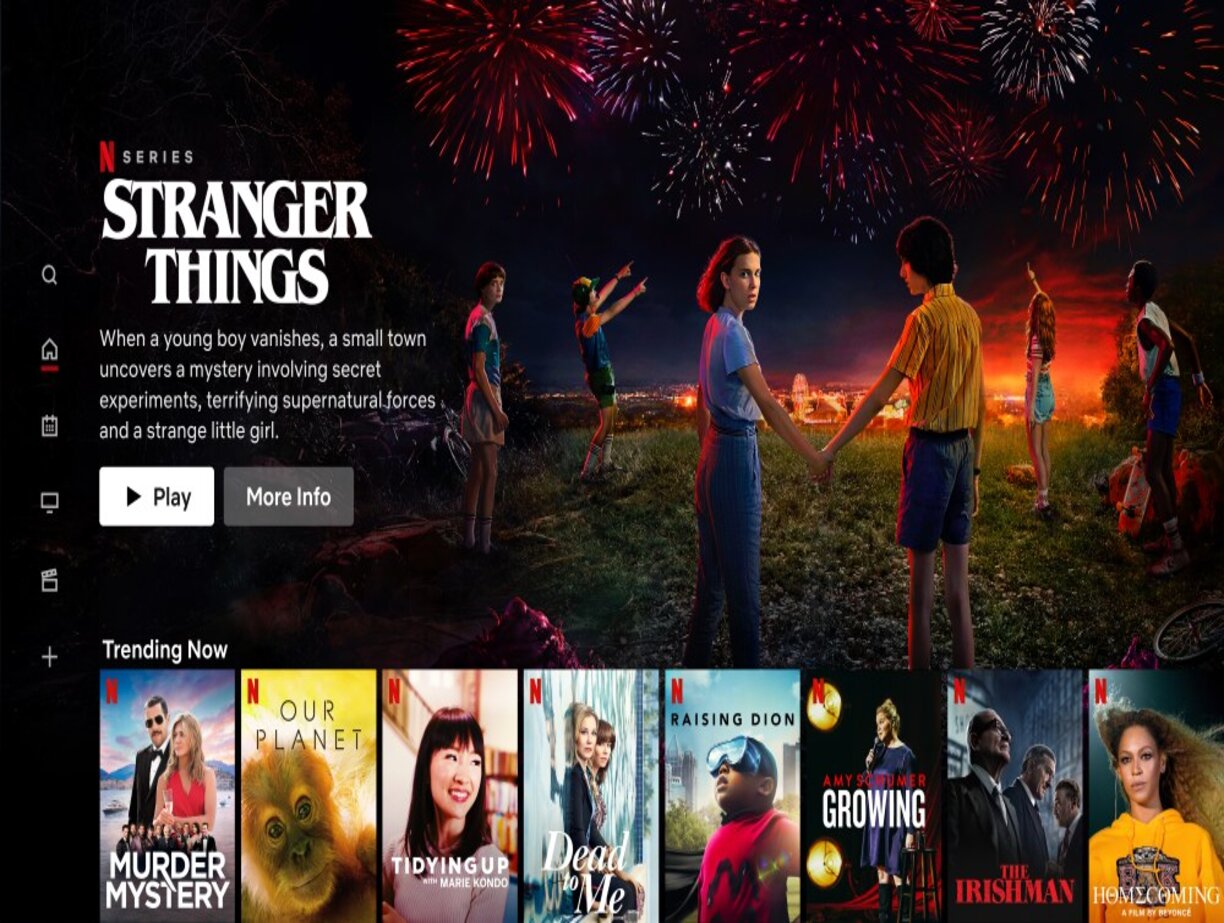 N SERIES
STRANGER
THINGS
When a young boy vanishes, a small town
uncovers a mystery involving secret
experiments, terrifying supernatural forces
and a strange little girl.
Play
More Info
Trending Now
N
MURDER
MYSTERY
N
OUR
PLANET
N
TIDYING UP
WITH MARIE KONDO
N
Dead
to Me
N
RAISING DION
N
AMY SCHUMER
GROWING
N
THE
IRISHMAN
N
HOMECOMING
A FILM BY BEYONCÉ